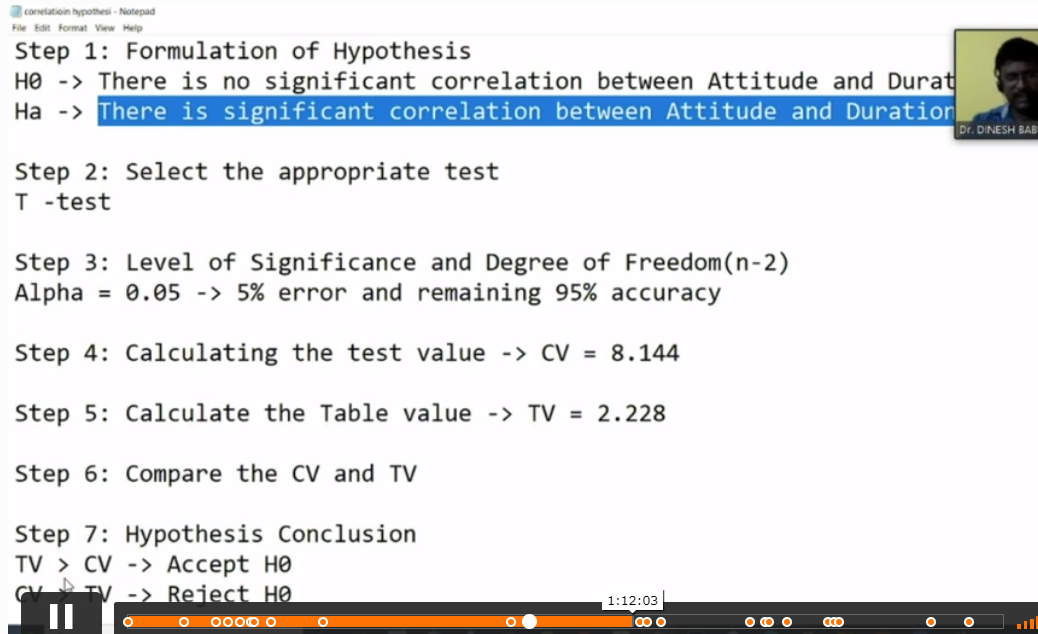 correlatioin hypothesi - Notepad
File Edit Format View Help
Step 1: Formulation of Hypothesis
H0 -> There is no significant correlation between Attitude and Durat
Ha -> There is significant correlation between Attitude and Duration
Dr. DINESH BAB
Step 2: Select the appropriate test
T -test
Step 3: Level of Significance and Degree of Freedom(n-2)
Alpha = 0.05 -> 5% error and remaining 95% accuracy
Step 4: Calculating the test value -> CV = 8.144
Step 5: Calculate the Table value -> TV = 2.228
Step 6: Compare the CV and TV
Step 7: Hypothesis Conclusion
TV > CV -> Accept H0
CV > TV -> Reject H0
1:12:03